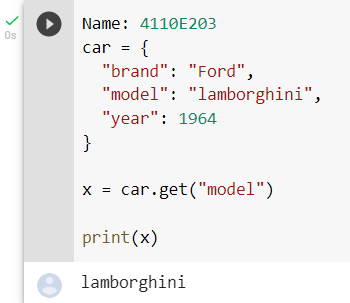 0s
Name: 4110E203
car = {
  "brand": "Ford",
  "model": "lamborghini",
  "year": 1964
}
x = car.get("model")
print(x)
lamborghini